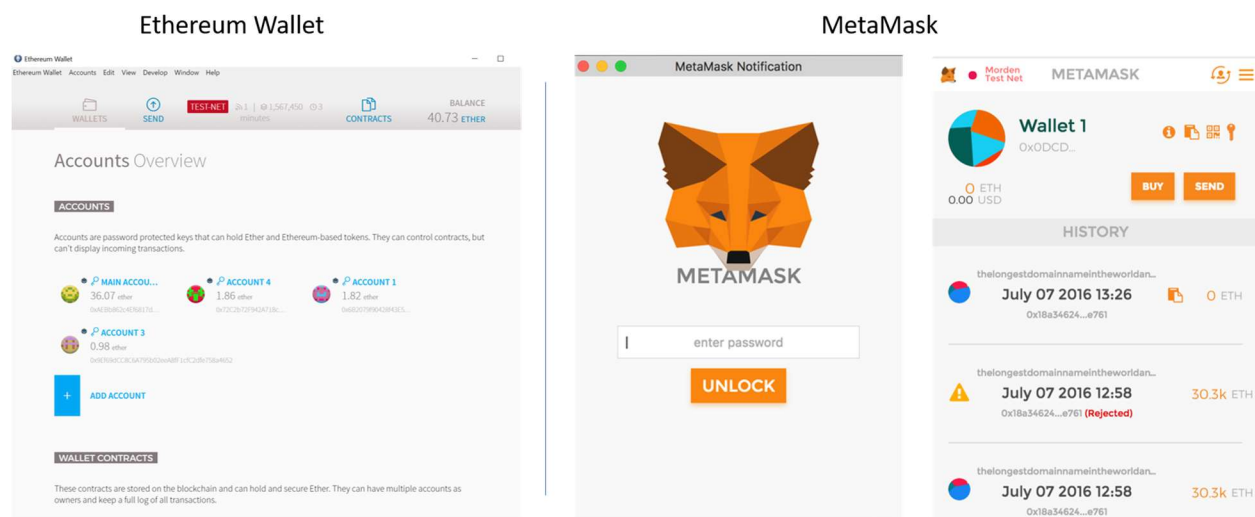 Ethereum Wallet
MetaMask
Ethereum Wallet
Ethereum Wallet Accounts Edit View Develop Window Help
WALLETS
SEND
TEST-NET 1 | 1,567,450 3
minutes
CONTRACTS
BALANCE
40.73 ETHER
Accounts Overview
ACCOUNTS
Accounts are password protected keys that can hold Ether and Ethereum-based tokens. They can control contracts, but
can't display incoming transactions.
MAIN ACCOU...
36.07 ether
ACCOUNT 4
1.86 ether
ACCOUNT 1
1.82 ether
ACCOUNT 3
0.98 ether
+ ADD ACCOUNT
WALLET CONTRACTS
These contracts are stored on the blockchain and can hold and secure Ether. They can have multiple accounts as
owners and keep a full log of all transactions.
MetaMask Notification
METAMASK
enter password
UNLOCK
Morden
Test Net
METAMASK
Wallet 1
0x0DCD..
0 ETH
0.00 USD
BUY
SEND
HISTORY
thelongestdomainnameintheworldan...
July 07 2016 13:26
0 ETH
0x18a34624...e761
thelongestdomainnameintheworldan...
July 07 2016 12:58
30.3k ETH
0x18a34624...e761 (Rejected)
thelongestdomainnameintheworldan...
July 07 2016 12:58
30.3k ETH
0x18a34624...e761